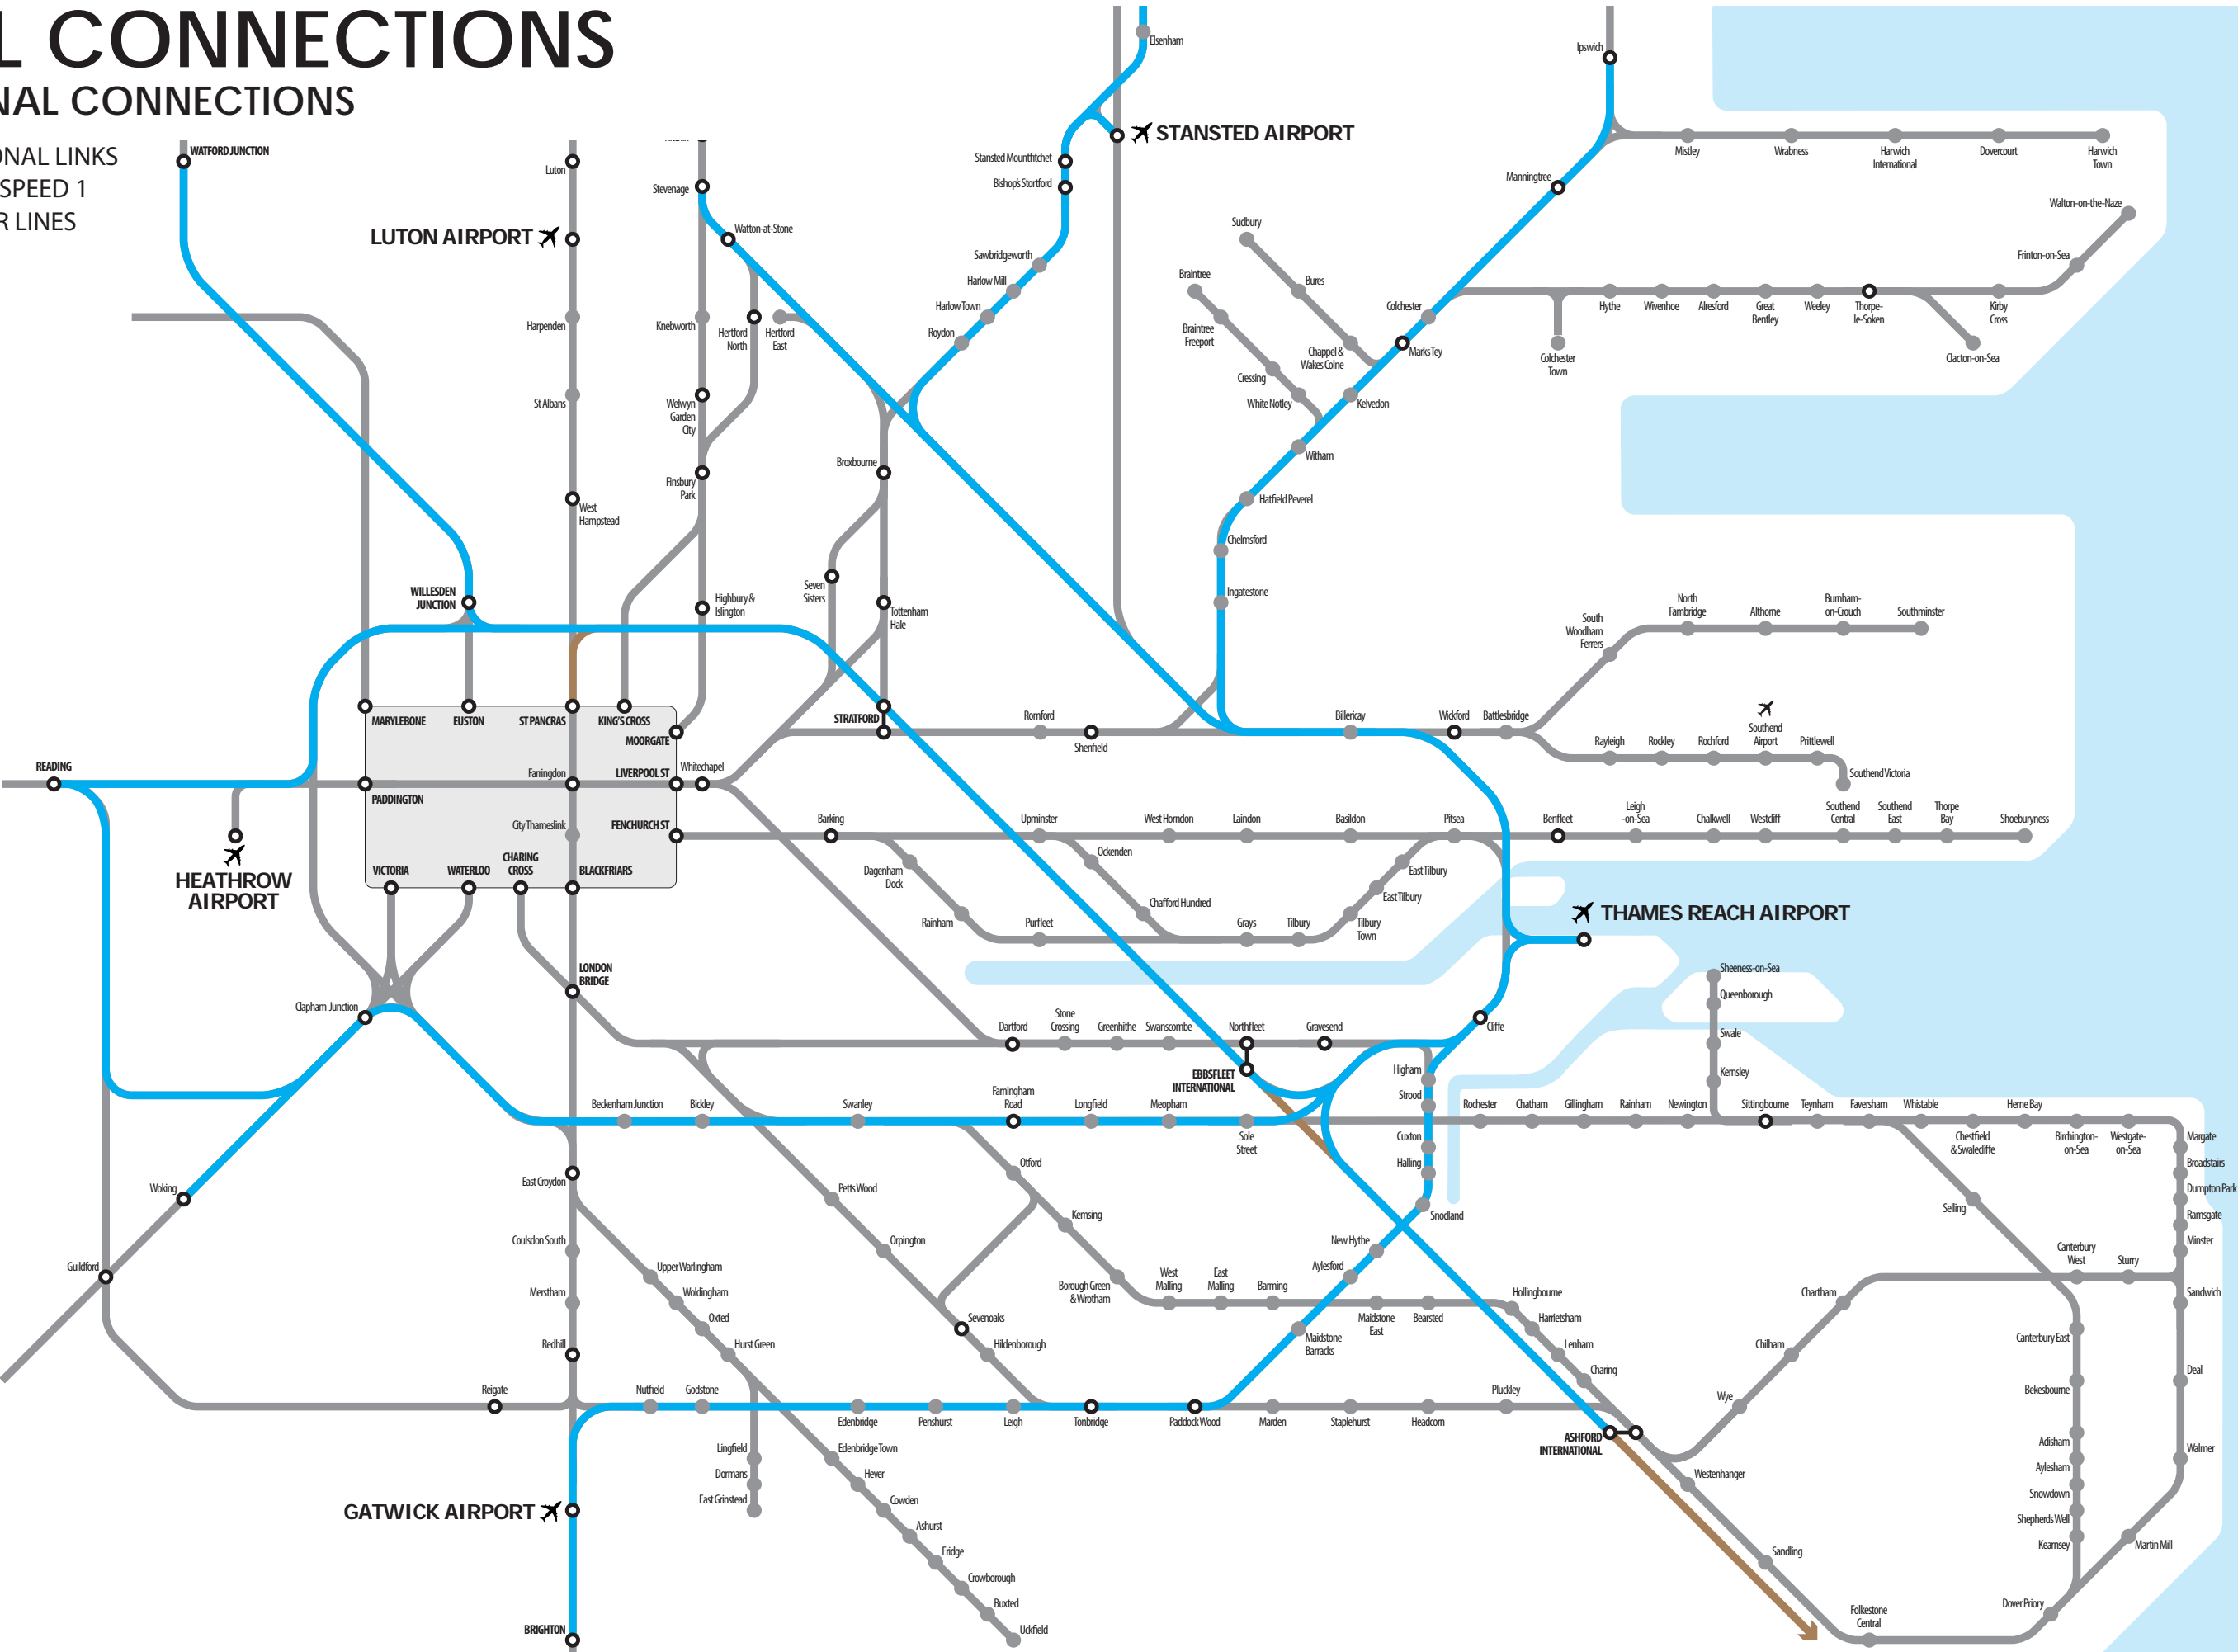 L CONNECTIONS
NAL CONNECTIONS
ONAL LINKS
SPEED 1
R LINES
WATFORD JUNCTION
Luton
LUTON AIRPORT
Harpenden
St Albans
West
Hampstead
Stevenage
Watton-at-Stone
Knebworth
Hertford
North
Hertford
East
Welwyn
Garden
City
Finsbury
Park
Highbury &
Islington
Elsenham
STANSTED AIRPORT
Stansted Mountfitchet
Bishop's Stortford
Sawbridgeworth
Harlow Mill
Harlow Town
Roydon
Broxbourne
Seven
Sisters
Tottenham
Hale
Ipswich
Mistley
Wrabness
Harwich
International
Dovercourt
Harwich
Town
Manningtree
Walton-on-the-Naze
Frinton-on-Sea
Sudbury
Bures
Chappel &
Wakes Colne
Braintree
Braintree
Freeport
Cressing
White Notley
Colchester
Marks Tey
Kelvedon
Witham
Hatfield Peverel
Chelmsford
Ingatestone
Hythe
Wivenhoe
Alresford
Great
Bentley
Weeley
Thorpe-
le-Soken
Kirby
Cross
Colchester
Town
Clacton-on-Sea
WILLESDEN
JUNCTION
MARYLEBONE
EUSTON
ST PANCRAS
KING'S CROSS
MOORGATE
STRATFORD
Romford
Shenfield
Billericay
Wickford
Battlesbridge
South
Woodham
Ferrers
North
Fambridge
Althorne
Burnham-
on-Crouch
Southminster
Rayleigh
Rockley
Rochford
Southend
Airport
Prittlewell
Southend Victoria
READING
PADDINGTON
Farringdon
LIVERPOOL ST
Whitechapel
HEATHROW
AIRPORT
City Thameslink
FENCHURCH ST
VICTORIA
WATERLOO
CHARING
CROSS
BLACKFRIARS
Barking
Upminster
West Horndon
Laindon
Basildon
Pitsea
Benfleet
Leigh
-on-Sea
Chalkwell
Westcliff
Southend
Central
Southend
East
Thorpe
Bay
Shoeburyness
Dagenham
Dock
Rainham
Purfleet
Ockenden
Chafford Hundred
Grays
Tilbury
Tilbury
Town
East Tilbury
East Tilbury
THAMES REACH AIRPORT
LONDON
BRIDGE
Clapham Junction
Dartford
Stone
Crossing
Greenhithe
Swanscombe
Northfleet
Gravesend
Cliffe
EBBSFLEET
INTERNATIONAL
Higham
Strood
Cuxton
Halling
Snodland
Sheeness-on-Sea
Queenborough
Swale
Kemsley
Beckenham Junction
Bickley
Swanley
Farningham
Road
Longfield
Meopham
Sole
Street
Rochester
Chatham
Gillingham
Rainham
Newington
Sittingbourne
Teynham
Faversham
Whistable
Chestfield
& Swalecliffe
Herne Bay
Birchington-
on-Sea
Westgate-
on-Sea
Margate
Broadstairs
Dumpton Park
Ramsgate
Minster
Sandwich
Deal
Walmer
Martin Mill
Woking
Guildford
East Croydon
Coulsdon South
Merstham
Redhill
Reigate
Upper Warlingham
Woldingham
Oxted
Hurst Green
Petts Wood
Orpington
Sevenoaks
Hildenborough
Otford
Kemsing
Borough Green
& Wrotham
West
Malling
East
Malling
Barming
Maidstone
East
Bearsted
New Hythe
Aylesford
Maidstone
Barracks
Hollingbourne
Harrietsham
Lenham
Charing
Selling
Canterbury
West
Sturry
Chartham
Chilham
Wye
Canterbury East
Bekesbourne
Adisham
Aylesham
Snowdown
Shepherds Well
Kearnsey
Nutfield
Godstone
Edenbridge
Penshurst
Leigh
Tonbridge
Paddock Wood
Marden
Staplehurst
Headcorn
Pluckley
ASHFORD
INTERNATIONAL
Westenhanger
Sandling
Folkestone
Central
Dover Priory
Lingfield
Dormans
East Grinstead
Edenbridge Town
Hever
Cowden
Ashurst
Eridge
Crowborough
Buxted
Uckfield
GATWICK AIRPORT
BRIGHTON